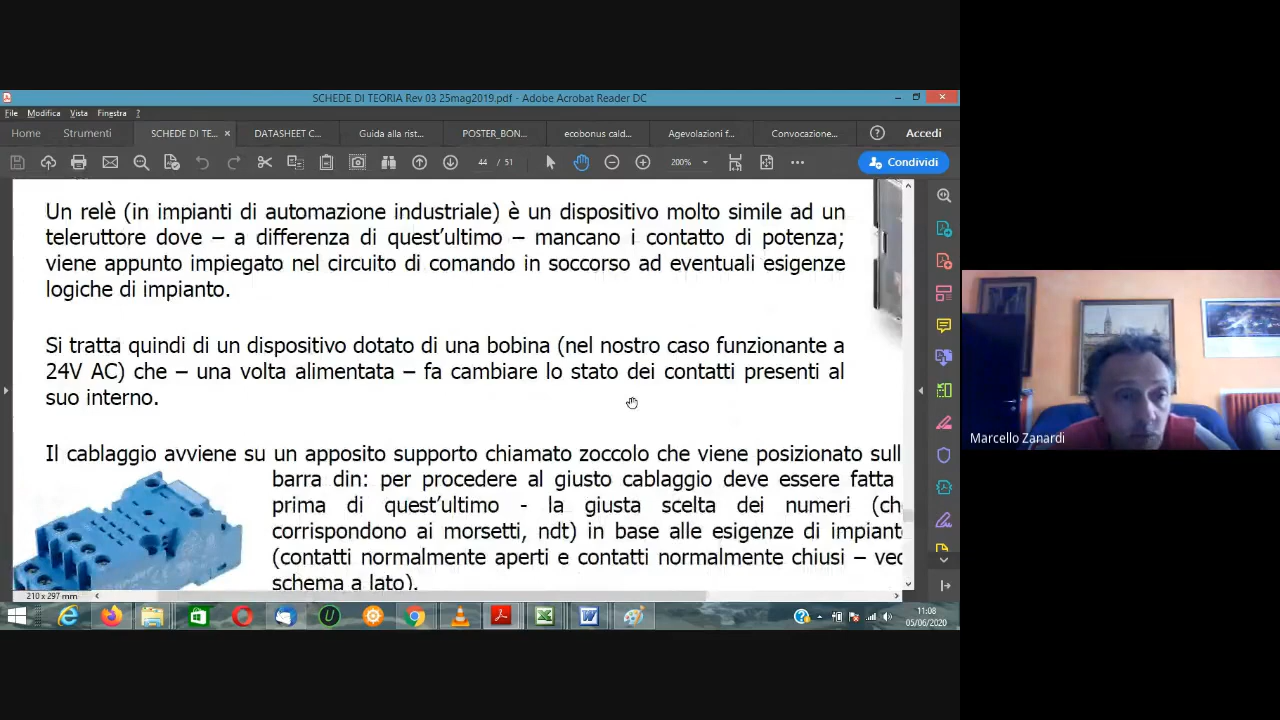 SCHEDE DI TEORIA Rev 03 25mag2019.pdf - Adobe Acrobat Reader DC
File Modifica Vista Finestra ?
Home Strumenti SCHEDE DI TE... × DATASHEET C... Guida alla rist... POSTER_BON... ecobonus cald... Agevolazioni f... Convocazione... Accedi
44 / 51 200% Condividi
Un relè (in impianti di automazione industriale) è un dispositivo molto simile ad un
teleruttore dove – a differenza di quest'ultimo – mancano i contatto di potenza;
viene appunto impiegato nel circuito di comando in soccorso ad eventuali esigenze
logiche di impianto.
Si tratta quindi di un dispositivo dotato di una bobina (nel nostro caso funzionante a
24V AC) che – una volta alimentata – fa cambiare lo stato dei contatti presenti al
suo interno.
Il cablaggio avviene su un apposito supporto chiamato zoccolo che viene posizionato sull
barra din: per procedere al giusto cablaggio deve essere fatta
prima di quest'ultimo - la giusta scelta dei numeri (ch
corrispondono ai morsetti, ndt) in base alle esigenze di impiant
(contatti normalmente aperti e contatti normalmente chiusi – ved
schema a lato).
Marcello Zanardi
210 x 297 mm
11:08
05/06/2020